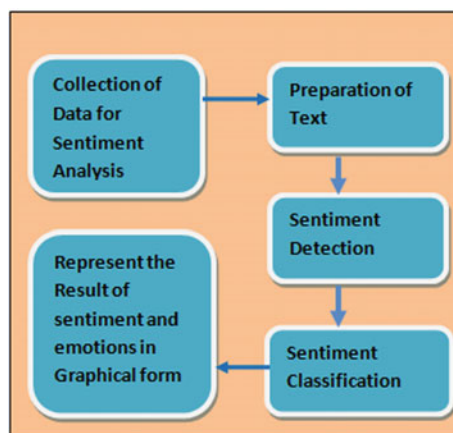 Collection of
Data for
Sentiment
Analysis
Preparation of
Text
Sentiment
Detection
Sentiment
Classification
Represent the
Result of
sentiment and
emotions in
Graphical form